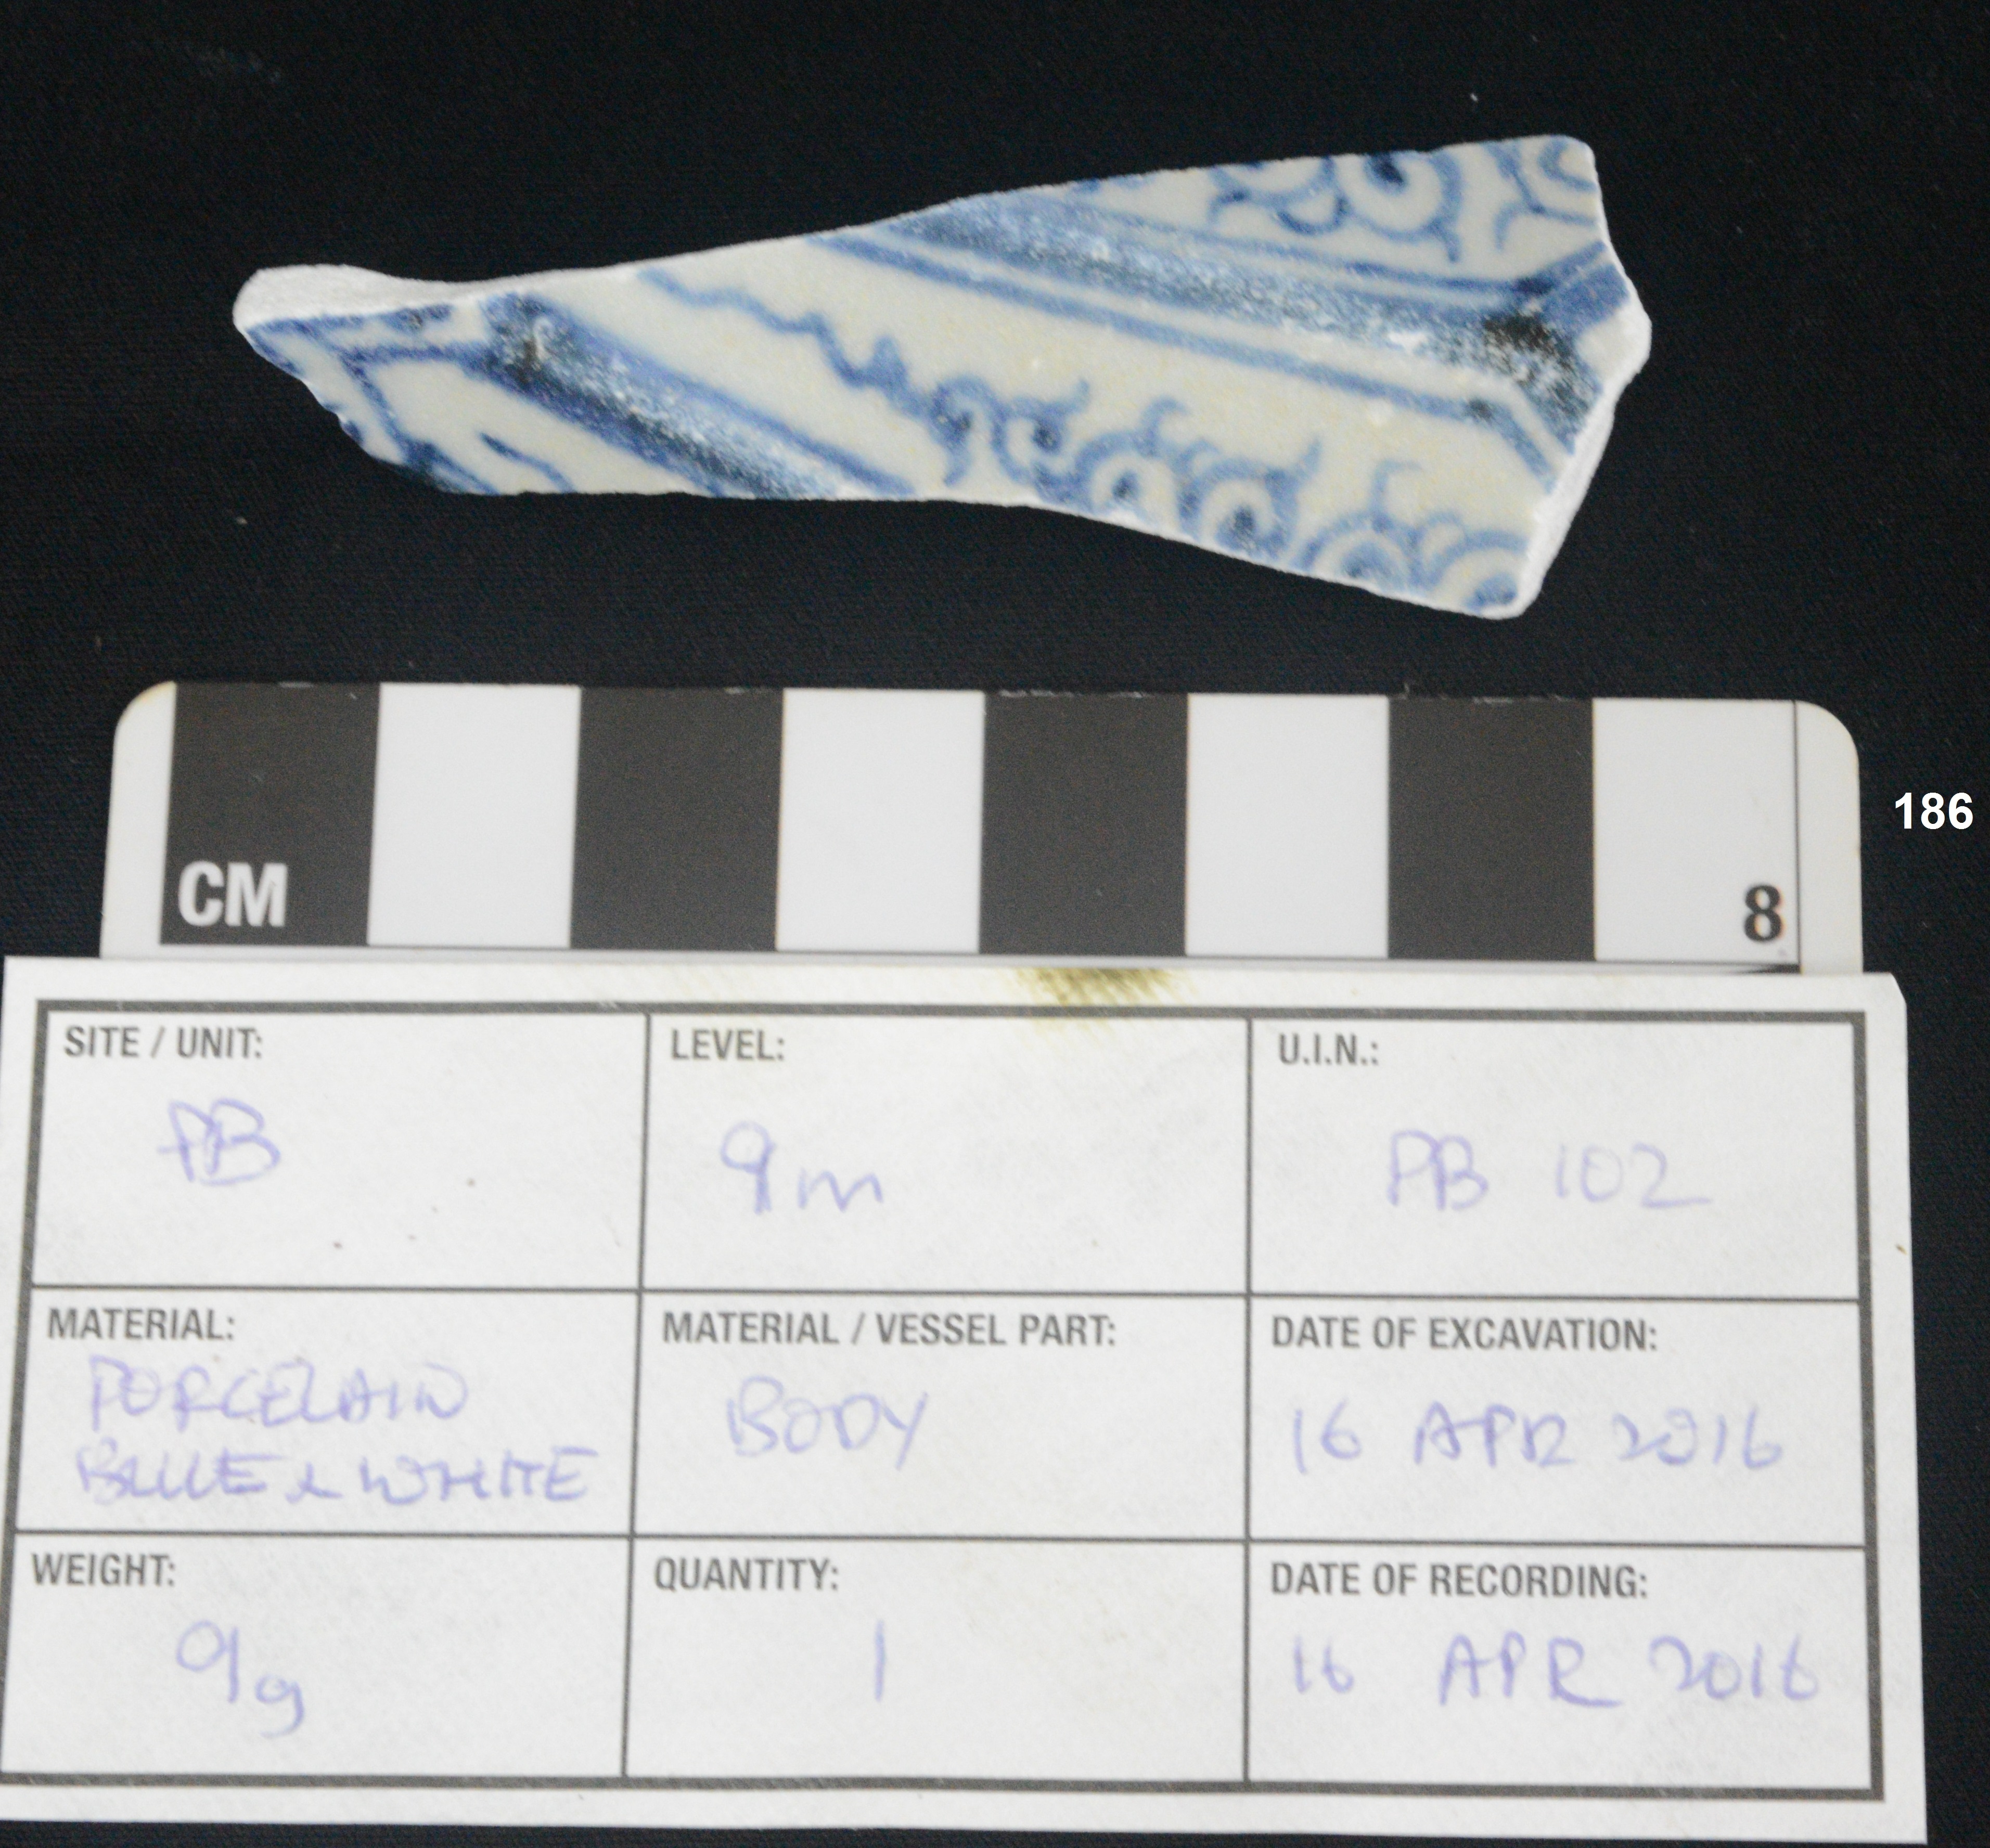 CM
8
186
SITE / UNIT:
PB
LEVEL:
9m
U.I.N.:
PB 102
MATERIAL:
PORCELAIN
BLUE & WHITE
MATERIAL / VESSEL PART:
BODY
DATE OF EXCAVATION:
16 APR 2016
WEIGHT:
9g
QUANTITY:
1
DATE OF RECORDING:
16 APR 2016